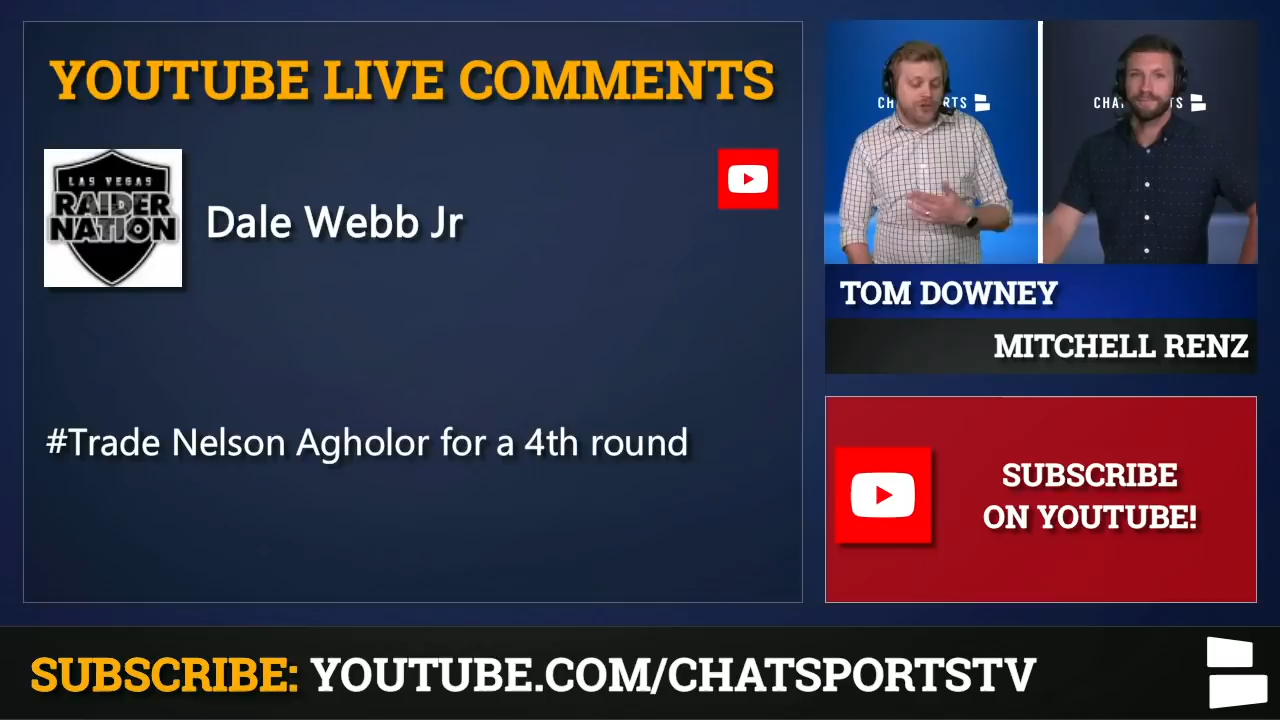 YOUTUBE LIVE COMMENTS
LAS VEGAS
RAIDER
NATION
Dale Webb Jr
#Trade Nelson Agholor for a 4th round
TOM DOWNEY
MITCHELL RENZ
SUBSCRIBE
ON YOUTUBE!
SUBSCRIBE: YOUTUBE.COM/CHATSPORTSTV